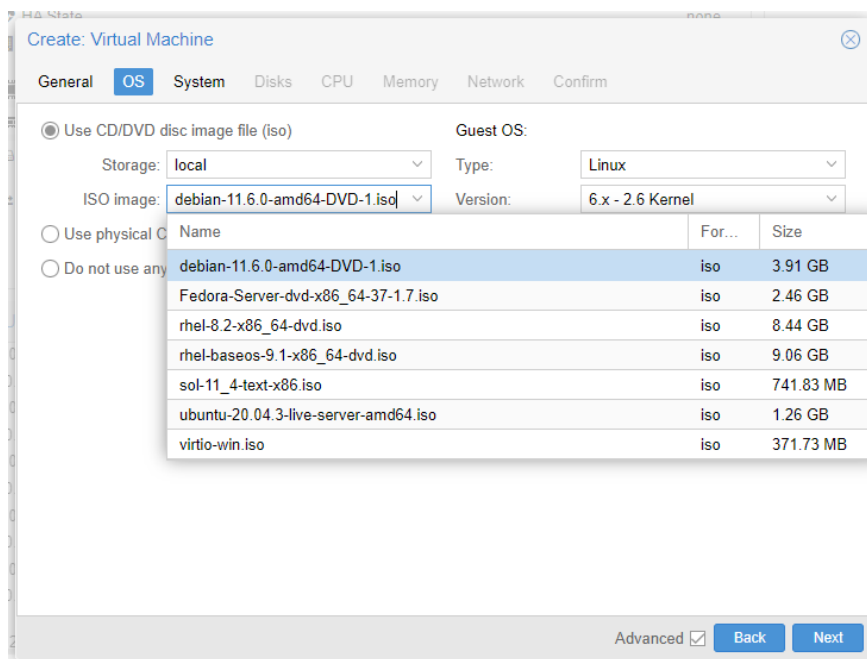 HA State
none
Create: Virtual Machine
General OS System Disks CPU Memory Network Confirm
Use CD/DVD disc image file (iso) Guest OS:
Storage: local Type: Linux
ISO image: debian-11.6.0-amd64-DVD-1.iso Version: 6.x - 2.6 Kernel
Use physical C Name For... Size
Do not use any debian-11.6.0-amd64-DVD-1.iso iso 3.91 GB
Fedora-Server-dvd-x86_64-37-1.7.iso iso 2.46 GB
rhel-8.2-x86_64-dvd.iso iso 8.44 GB
rhel-baseos-9.1-x86_64-dvd.iso iso 9.06 GB
sol-11_4-text-x86.iso iso 741.83 MB
ubuntu-20.04.3-live-server-amd64.iso iso 1.26 GB
virtio-win.iso iso 371.73 MB
Advanced Back Next